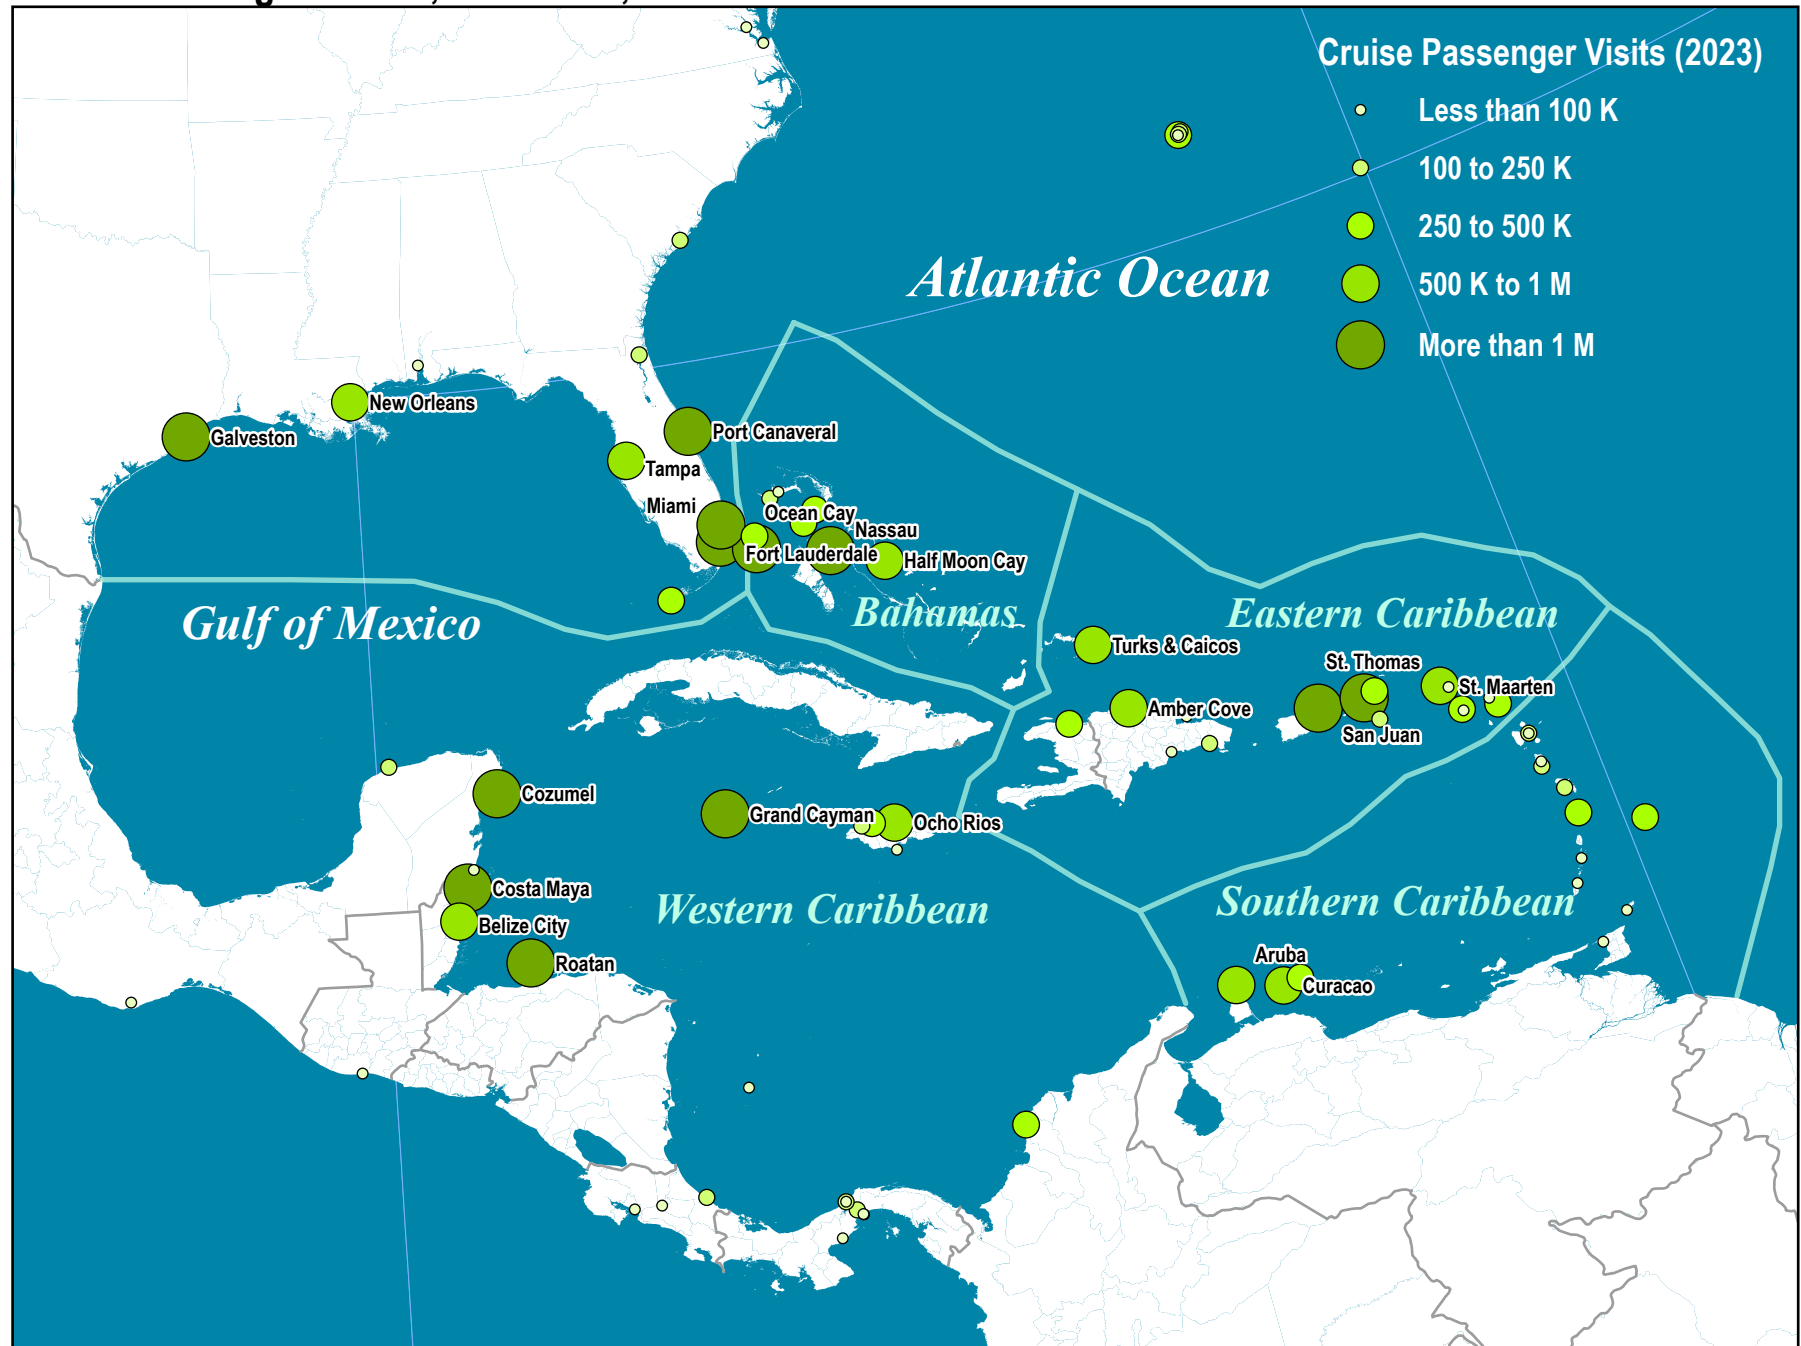 Cruise Passenger Visits (2023)
Less than 100 K
100 to 250 K
250 to 500 K
500 K to 1 M
More than 1 M
Atlantic Ocean
New Orleans
Galveston
Port Canaveral
Tampa
Miami
Ocean Cay
Nassau
Fort Lauderdale
Half Moon Cay
Gulf of Mexico
Bahamas
Eastern Caribbean
Turks & Caicos
St. Thomas
St. Maarten
Amber Cove
San Juan
Cozumel
Grand Cayman
Ocho Rios
Costa Maya
Belize City
Western Caribbean
Southern Caribbean
Roatan
Aruba
Curacao